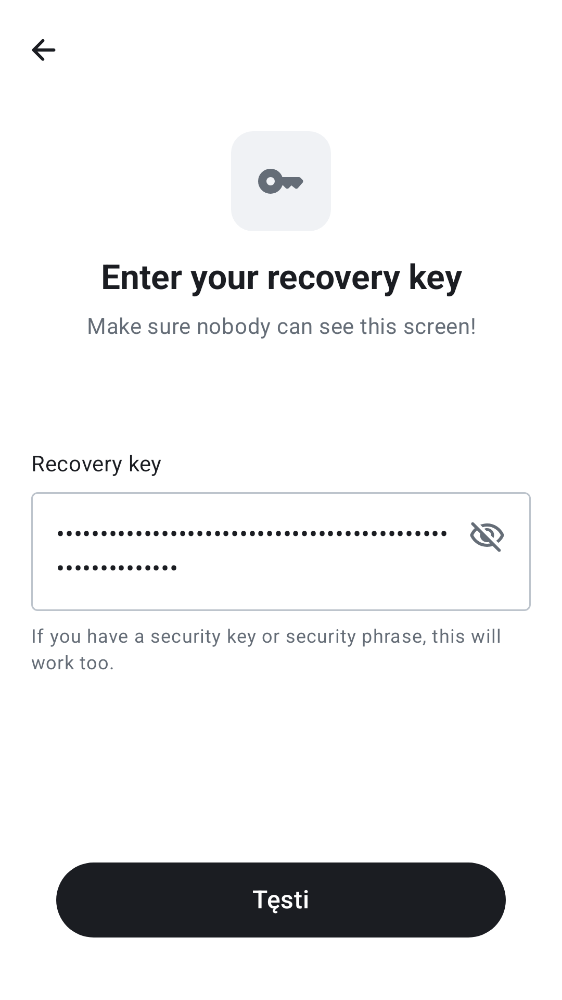 Enter your recovery key
Make sure nobody can see this screen!
Recovery key
•••••••••••••••••••••••••••••••••••••••••••••
••••••••••••••
If you have a security key or security phrase, this will
work too.
Tęsti